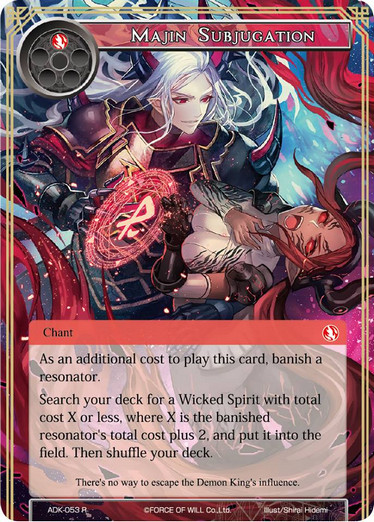 Majin Subjugation
Chant
As an additional cost to play this card, banish a
resonator.
Search your deck for a Wicked Spirit with total
cost X or less, where X is the banished
resonator's total cost plus 2, and put it into the
field. Then shuffle your deck.
There's no way to escape the Demon King's influence.
ADK-053 R ©FORCE OF WILL Co.,Ltd. Illust/Shirai Hidemi